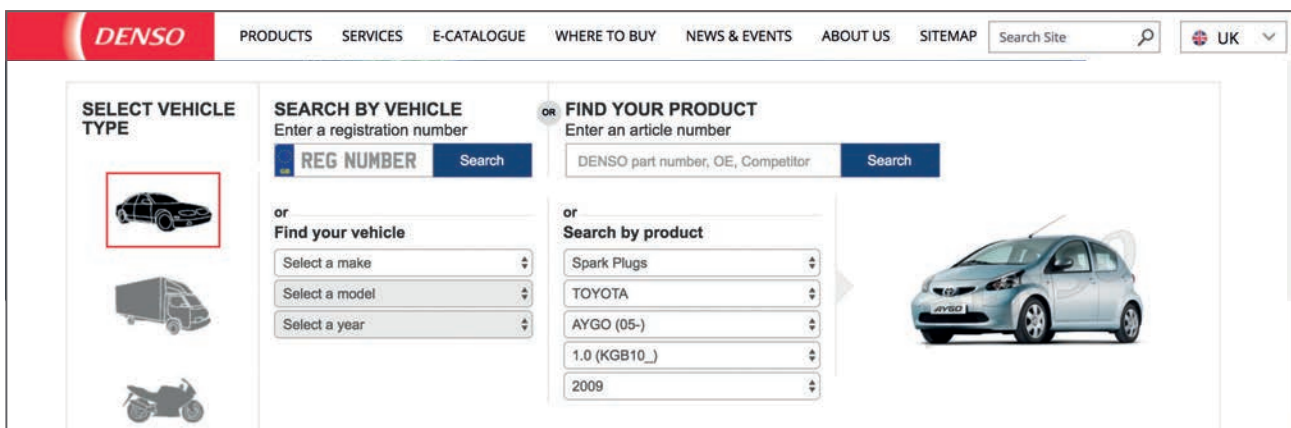 DENSO
PRODUCTS SERVICES E-CATALOGUE WHERE TO BUY NEWS & EVENTS ABOUT US SITEMAP Search Site UK
SELECT VEHICLE
TYPE
SEARCH BY VEHICLE
Enter a registration number
GB REG NUMBER Search
or
Find your vehicle
Select a make
Select a model
Select a year
OR
FIND YOUR PRODUCT
Enter an article number
DENSO part number, OE, Competitor Search
or
Search by product
Spark Plugs
TOYOTA
AYGO (05-)
1.0 (KGB10_)
2009
AYGO